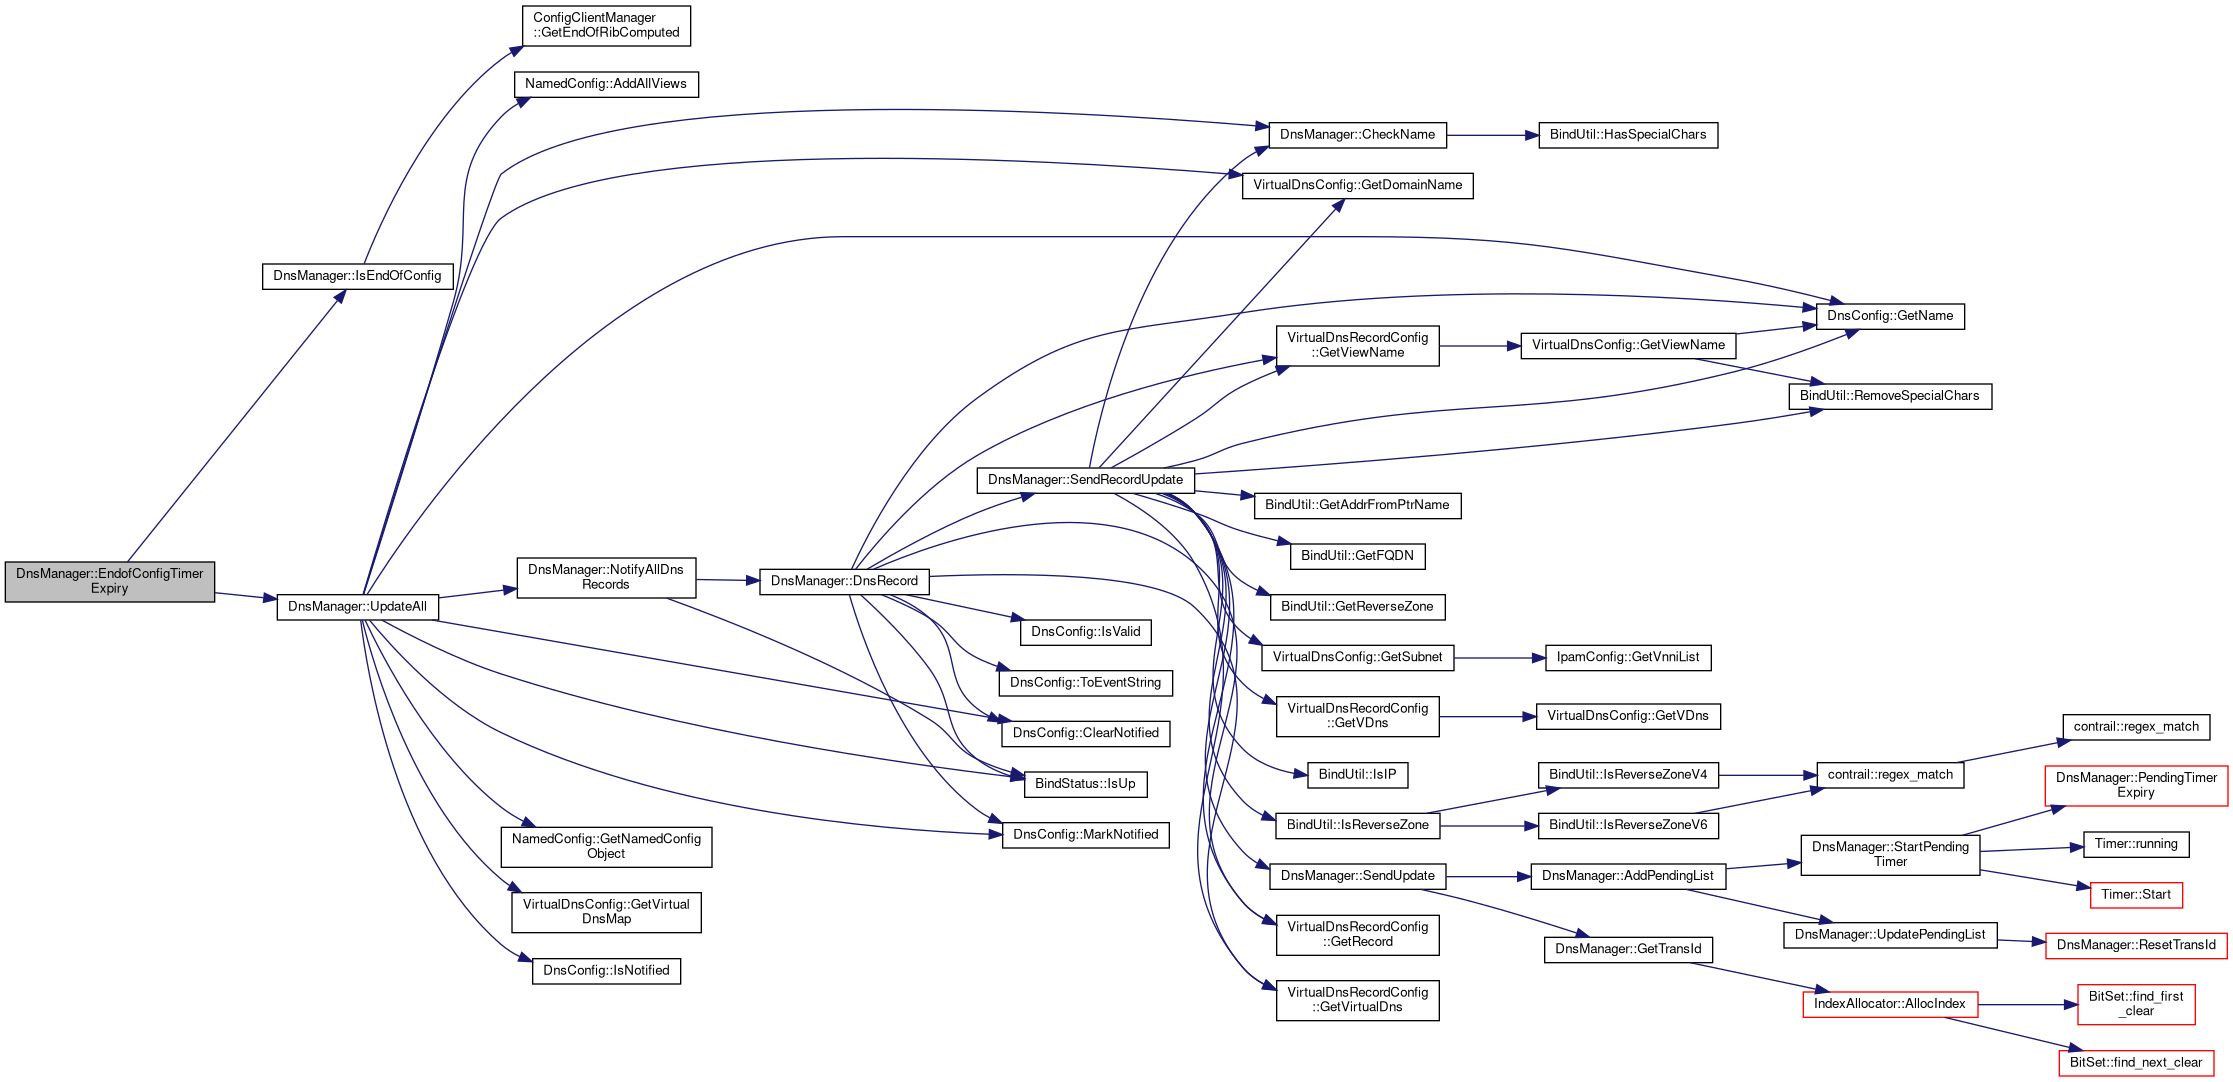 DnsManager::EndofConfigTimer
Expiry
DnsManager::IsEndOfConfig
DnsManager::UpdateAll
ConfigClientManager
::GetEndOfRibComputed
NamedConfig::AddAllViews
DnsManager::NotifyAllDns
Records
NamedConfig::GetNamedConfig
Object
VirtualDnsConfig::GetVirtual
DnsMap
DnsConfig::IsNotified
DnsManager::DnsRecord
DnsManager::SendRecordUpdate
DnsConfig::IsValid
DnsConfig::ToEventString
DnsConfig::ClearNotified
BindStatus::IsUp
DnsConfig::MarkNotified
DnsManager::CheckName
VirtualDnsConfig::GetDomainName
VirtualDnsRecordConfig
::GetViewName
BindUtil::GetAddrFromPtrName
BindUtil::GetFQDN
BindUtil::GetReverseZone
VirtualDnsConfig::GetSubnet
VirtualDnsRecordConfig
::GetVDns
BindUtil::IsIP
BindUtil::IsReverseZone
DnsManager::SendUpdate
VirtualDnsRecordConfig
::GetRecord
VirtualDnsRecordConfig
::GetVirtualDns
BindUtil::HasSpecialChars
VirtualDnsConfig::GetViewName
IpamConfig::GetVnniList
VirtualDnsConfig::GetVDns
BindUtil::IsReverseZoneV4
BindUtil::IsReverseZoneV6
DnsManager::AddPendingList
DnsManager::GetTransId
DnsConfig::GetName
BindUtil::RemoveSpecialChars
contrail::regex_match
DnsManager::StartPending
Timer
DnsManager::UpdatePendingList
IndexAllocator::AllocIndex
contrail::regex_match
DnsManager::PendingTimer
Expiry
Timer::running
Timer::Start
DnsManager::ResetTransId
BitSet::find_first
_clear
BitSet::find_next_clear